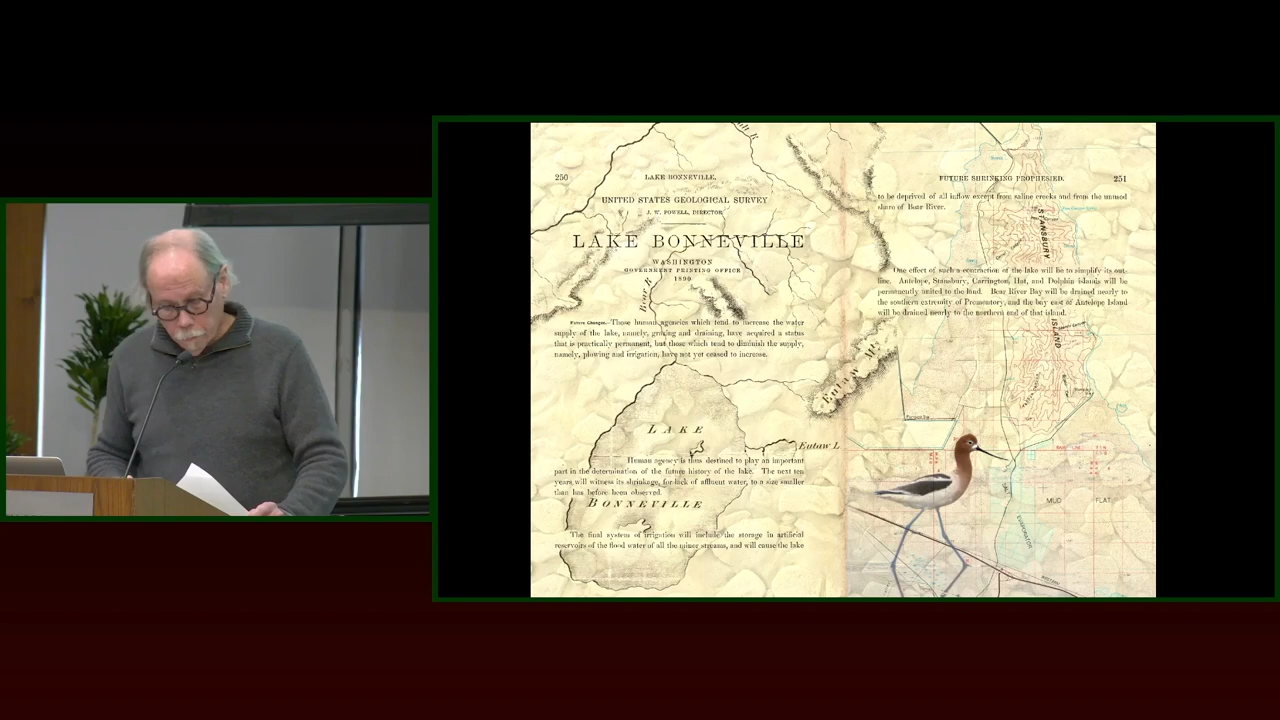 ult R
250
LAKE BONNEVILLE.
UNITED STATES GEOLOGICAL SURVEY
J. W. POWELL, DIRECTOR
LAKE BONNEVILLE
WASHINGTON
GOVERNMENT PRINTING OFFICE
1890
Bear R
Future Changes.—Those human agencies which tend to increase the water
supply of the lake, namely, grazing and draining, have acquired a status
that is practically permanent, but those which tend to diminish the supply,
namely, plowing and irrigation, have not yet ceased to increase.
LAKE
Human agency is thus destined to play an important
part in the determination of the future history of the lake. The next ten
years will witness its shrinkage, for lack of affluent water, to a size smaller
than has before been observed.
BONNEVILLE
The final system of irrigation will include the storage in artificial
reservoirs of the flood water of all the minor streams, and will cause the lake
Eutaw Mts
Eutaw L
FUTURE SHRINKING PROPHESIED.
251
to be deprived of all inflow except from saline creeks and from the unused
share of Bear River.
STANSBURY
One effect of such a contraction of the lake will be to simplify its out-
line. Antelope, Stansbury, Carrington, Hat, and Dolphin islands will be
permanently united to the land. Bear River Bay will be drained nearly to
the southern extremity of Promontory, and the bay east of Antelope Island
will be drained nearly to the northern end of that island.
ISLAND
MUD FLAT
SALT
EVAPORATOR